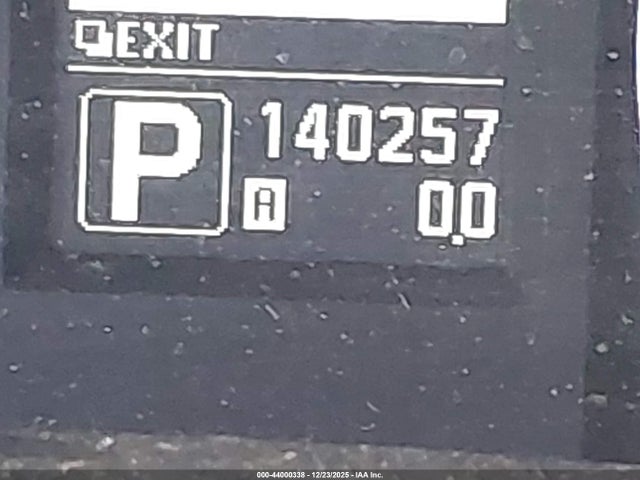 EXIT
P 140257
A 0.0
000-44000338 - 12/23/2025 - IAA Inc.